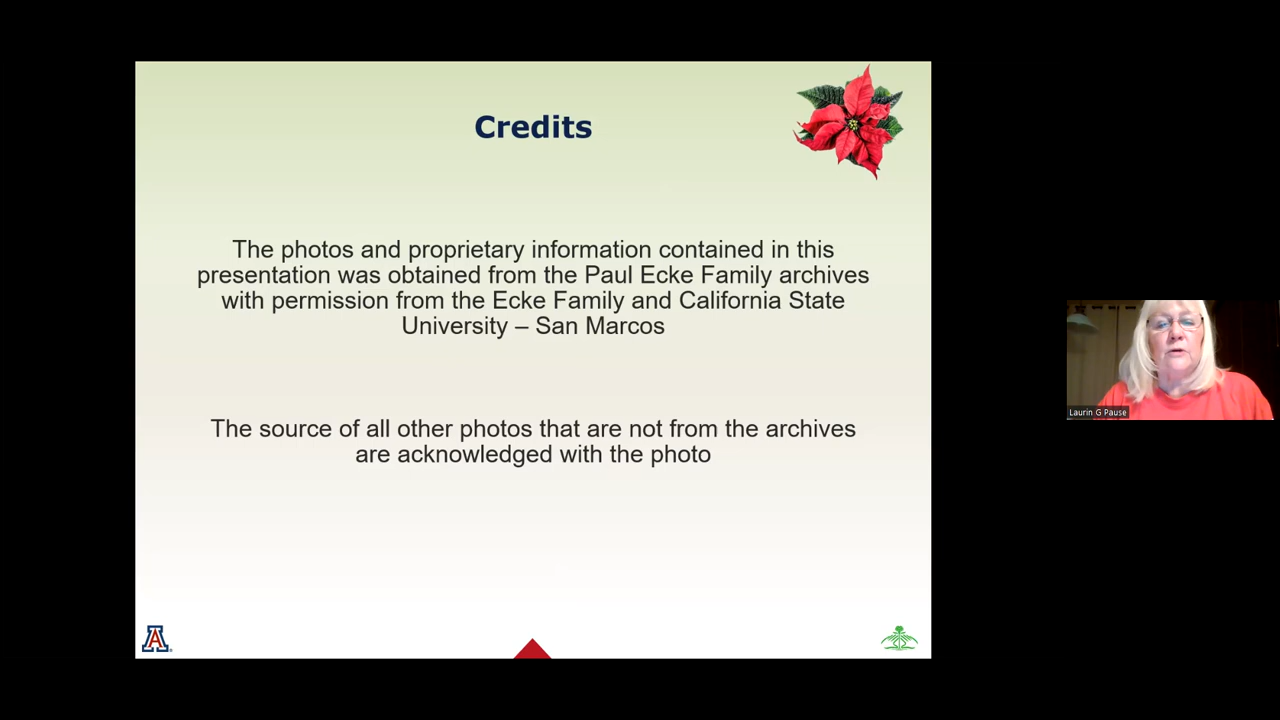 Credits
The photos and proprietary information contained in this
presentation was obtained from the Paul Ecke Family archives
with permission from the Ecke Family and California State
University – San Marcos
The source of all other photos that are not from the archives
are acknowledged with the photo
A
Laurin G Pause